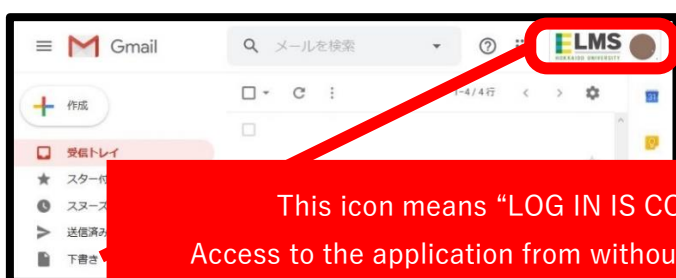 Gmail
メールを検索
ELMS
HOKKAIDO UNIVERSITY
作成
1-4/4行
31
受信トレイ
スター付
スヌーズ
This icon means “LOG IN IS CO
送信済み
下書き
Access to the application from withou